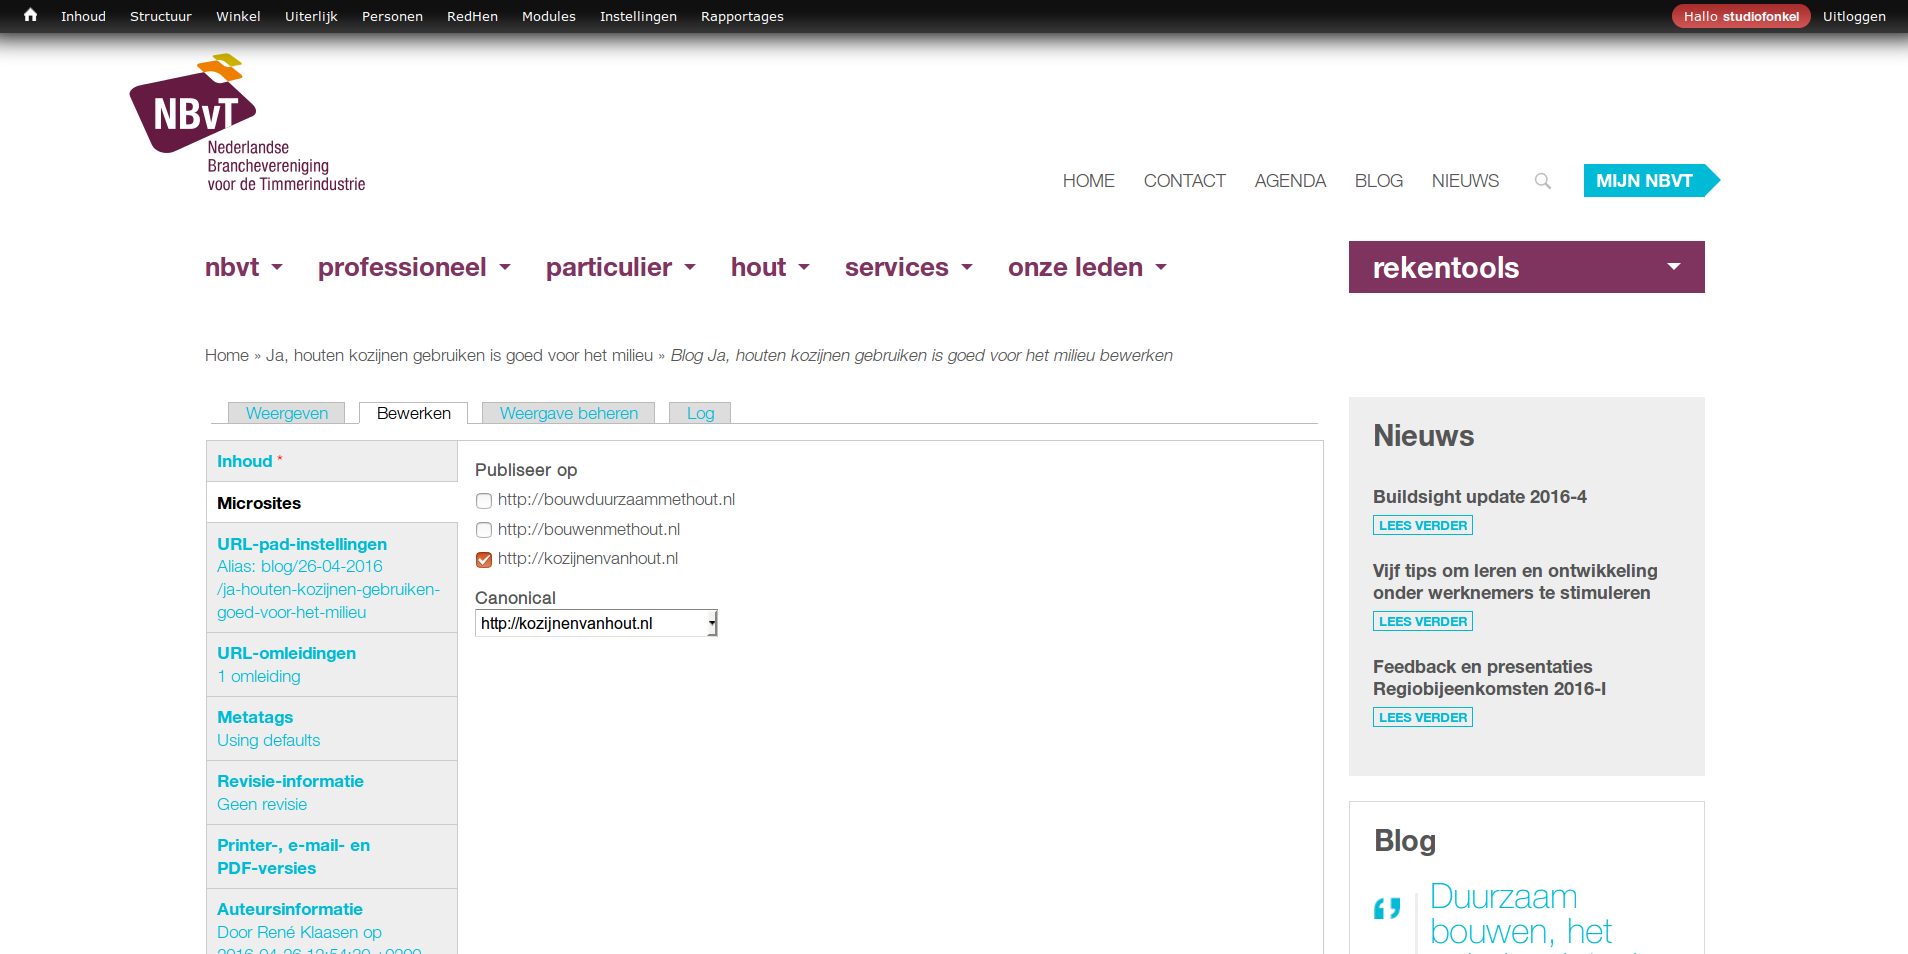 Inhoud Structuur Winkel Uiterlijk Personen RedHen Modules Instellingen Rapportages Hallo studiofonkel Uitloggen
NBvT
Nederlandse
Branchevereniging
voor de Timmerindustrie
HOME CONTACT AGENDA BLOG NIEUWS MIJN NBVT
nbvt professioneel particulier hout services onze leden rekentools
Home » Ja, houten kozijnen gebruiken is goed voor het milieu » Blog Ja, houten kozijnen gebruiken is goed voor het milieu bewerken
Weergeven Bewerken Weergave beheren Log
Inhoud *
Microsites
URL-pad-instellingen
Alias: blog/26-04-2016
/ja-houten-kozijnen-gebruiken-
goed-voor-het-milieu
URL-omleidingen
1 omleiding
Metatags
Using defaults
Revisie-informatie
Geen revisie
Printer-, e-mail- en
PDF-versies
Auteursinformatie
Door René Klaasen op
2016-04-26 12:54:39 +0200
Publiseer op
http://bouwduurzaammethout.nl
http://bouwenmethout.nl
http://kozijnenvanhout.nl
Canonical
http://kozijnenvanhout.nl
Nieuws
Buildsight update 2016-4
LEES VERDER
Vijf tips om leren en ontwikkeling
onder werknemers te stimuleren
LEES VERDER
Feedback en presentaties
Regiobijeenkomsten 2016-I
LEES VERDER
Blog
Duurzaam
bouwen, het